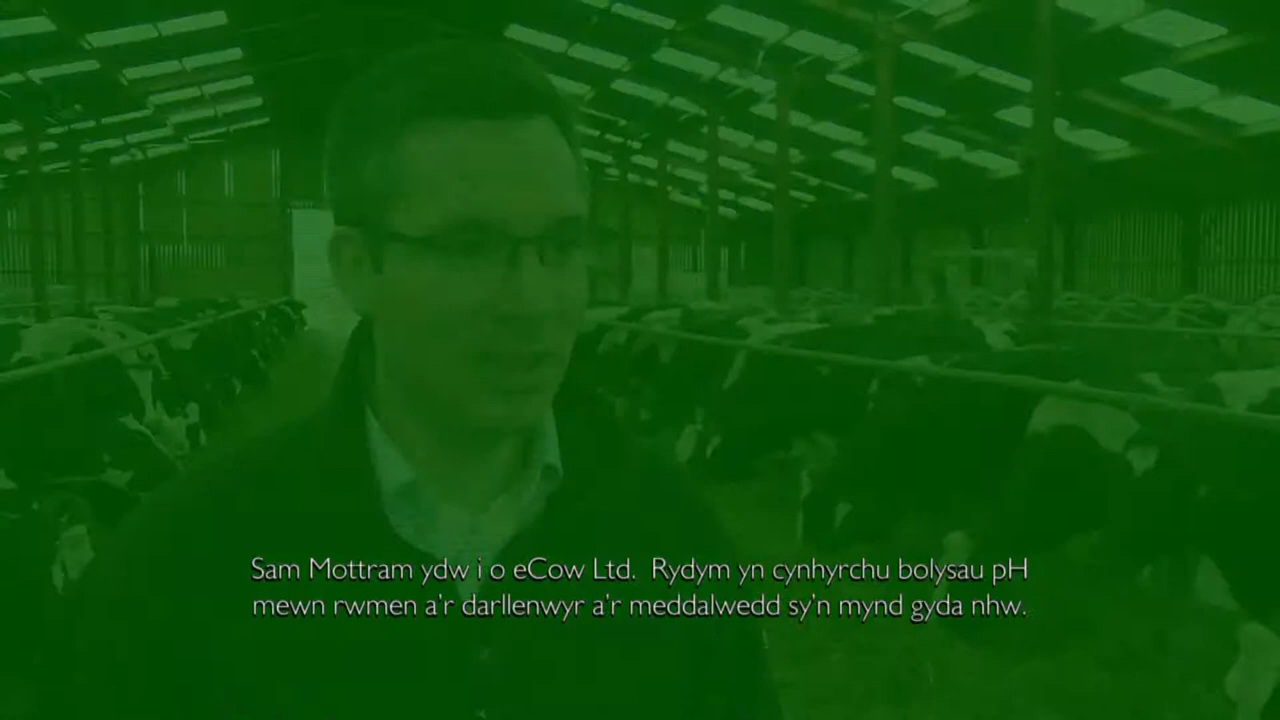 Sam Mottram ydw i o eCow Ltd. Rydym yn cynhyrchu bolysau pH
mewn rwmen a'r darllenwyr a'r meddalwedd sy'n mynd gyda nhw.